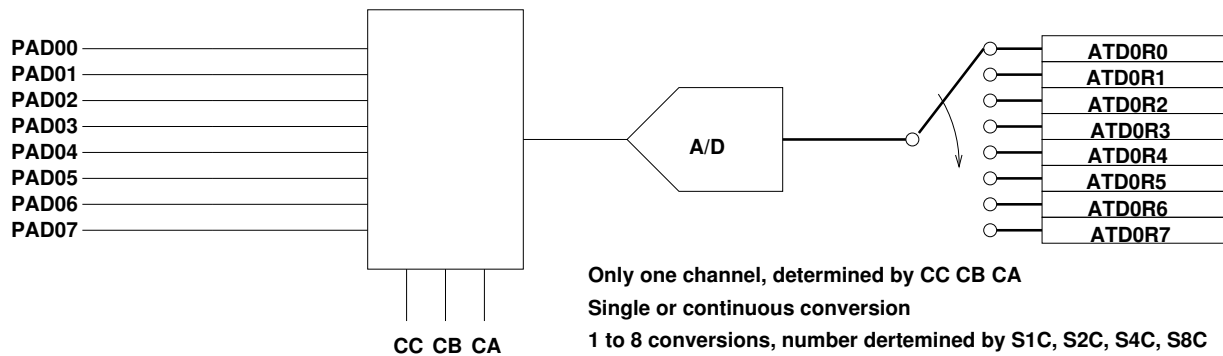 PAD00
PAD01
PAD02
PAD03
PAD04
PAD05
PAD06
PAD07
CC CB CA
A/D
ATD0R0
ATD0R1
ATD0R2
ATD0R3
ATD0R4
ATD0R5
ATD0R6
ATD0R7
Only one channel, determined by CC CB CA
Single or continuous conversion
1 to 8 conversions, number dertemined by S1C, S2C, S4C, S8C